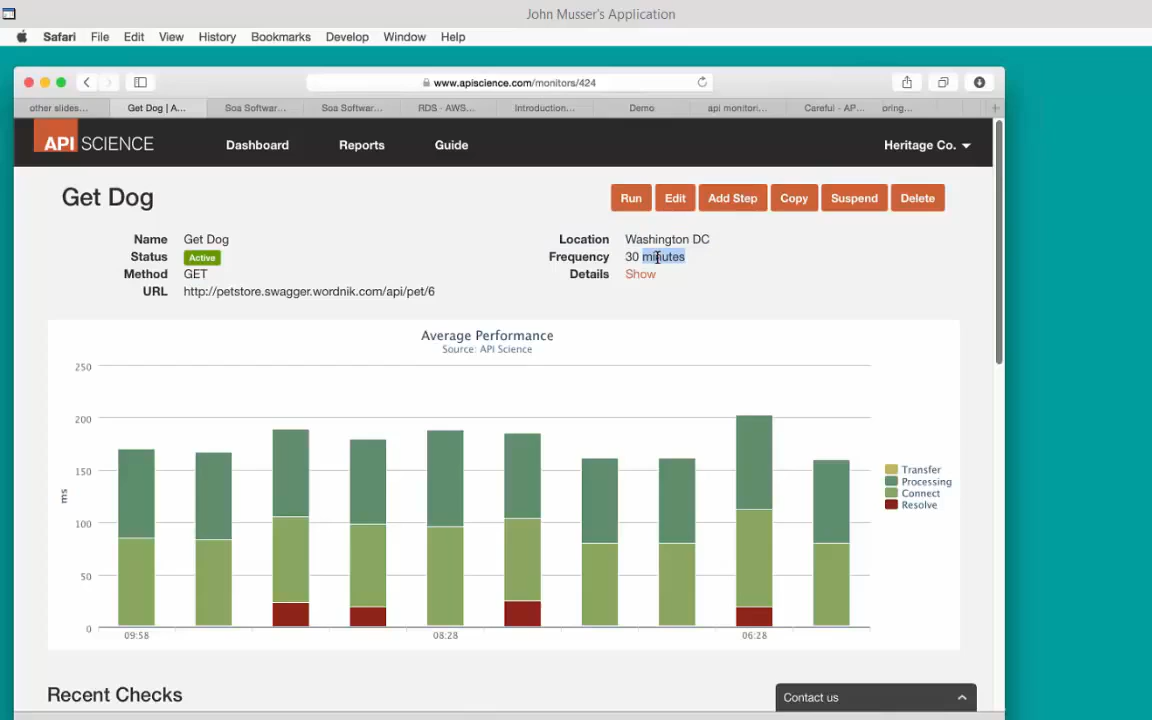 John Musser's Application
Safari File Edit View History Bookmarks Develop Window Help
www.apiscience.com/monitors/424
other slides... Get Dog | A... Soa Softwar... Soa Softwar... RDS - AWS... Introduction... Demo api monitori... Careful - AP... oring...
API SCIENCE Dashboard Reports Guide Heritage Co.
Get Dog Run Edit Add Step Copy Suspend Delete
Name Get Dog Location Washington DC
Status Active Frequency 30 minutes
Method GET Details Show
URL http://petstore.swagger.wordnik.com/api/pet/6
Average Performance
Source: API Science
250
200
150
100
50
0
ms
Transfer
Processing
Connect
Resolve
09:58 08:28 06:28
Recent Checks
Contact us